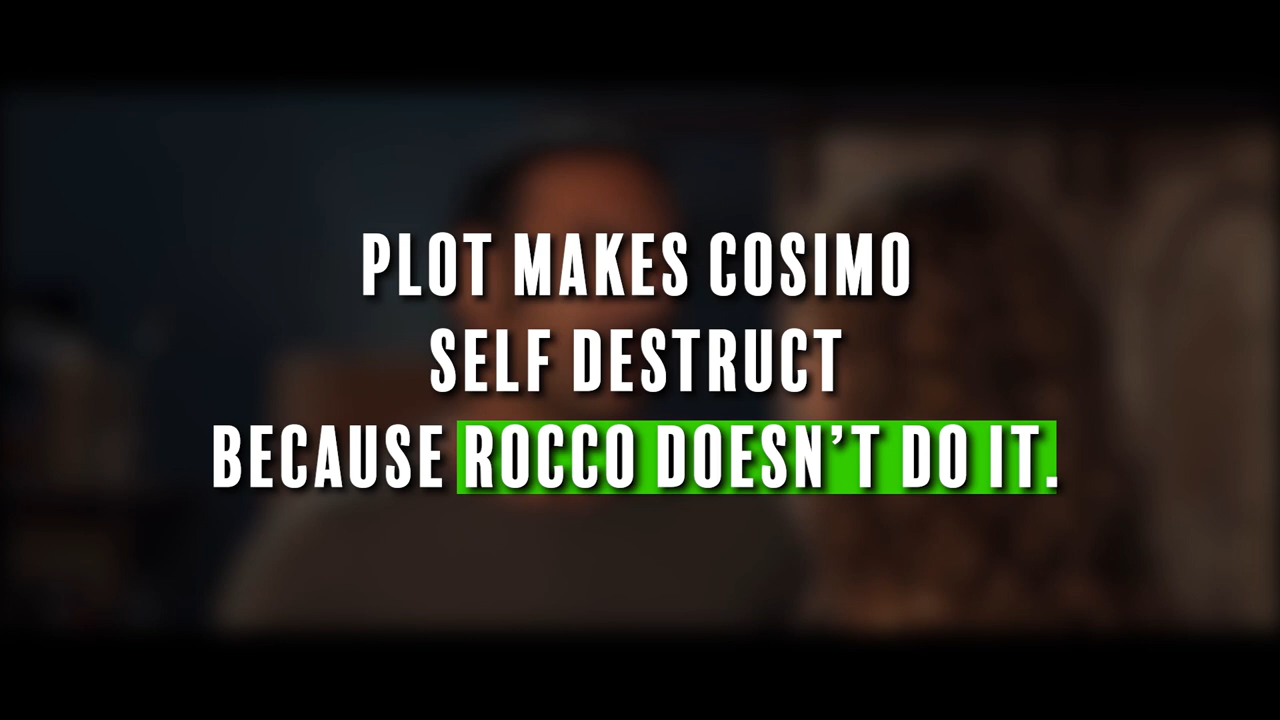 PLOT MAKES COSIMO
SELF DESTRUCT
BECAUSE ROCCO DOESN’T DO IT.